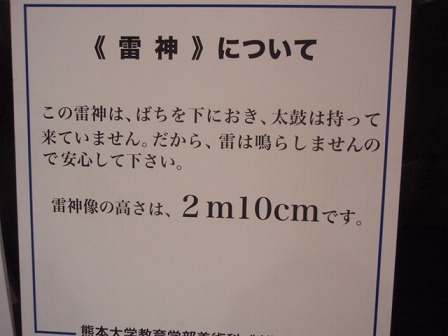 《雷神》について
この雷神は、ばちを下におき、太鼓は持って
来ていません。だから、雷は鳴らしませんの
で安心して下さい。
雷神像の高さは、２m10cmです。
熊本大学教育学部美術科